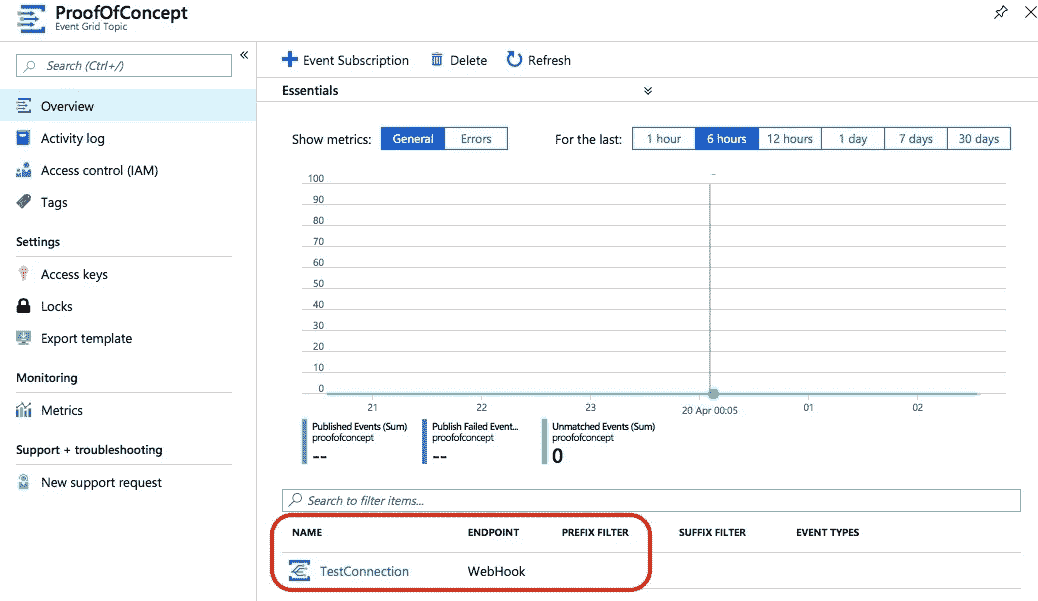 ProofOfConcept
Event Grid Topic
Search (Ctrl+/)
«
Overview
Activity log
Access control (IAM)
Tags
Settings
Access keys
Locks
Export template
Monitoring
Metrics
Support + troubleshooting
New support request
Event Subscription Delete Refresh
Essentials
Show metrics: General Errors For the last: 1 hour 6 hours 12 hours 1 day 7 days 30 days
100
90
80
70
60
50
40
30
20
10
0
21 22 23 20 Apr 00:05 01 02
Published Events (Sum) Publish Failed Event... Unmatched Events (Sum)
proofofconcept proofofconcept proofofconcept
-- -- 0
Search to filter items...
NAME ENDPOINT PREFIX FILTER SUFFIX FILTER EVENT TYPES
TestConnection WebHook